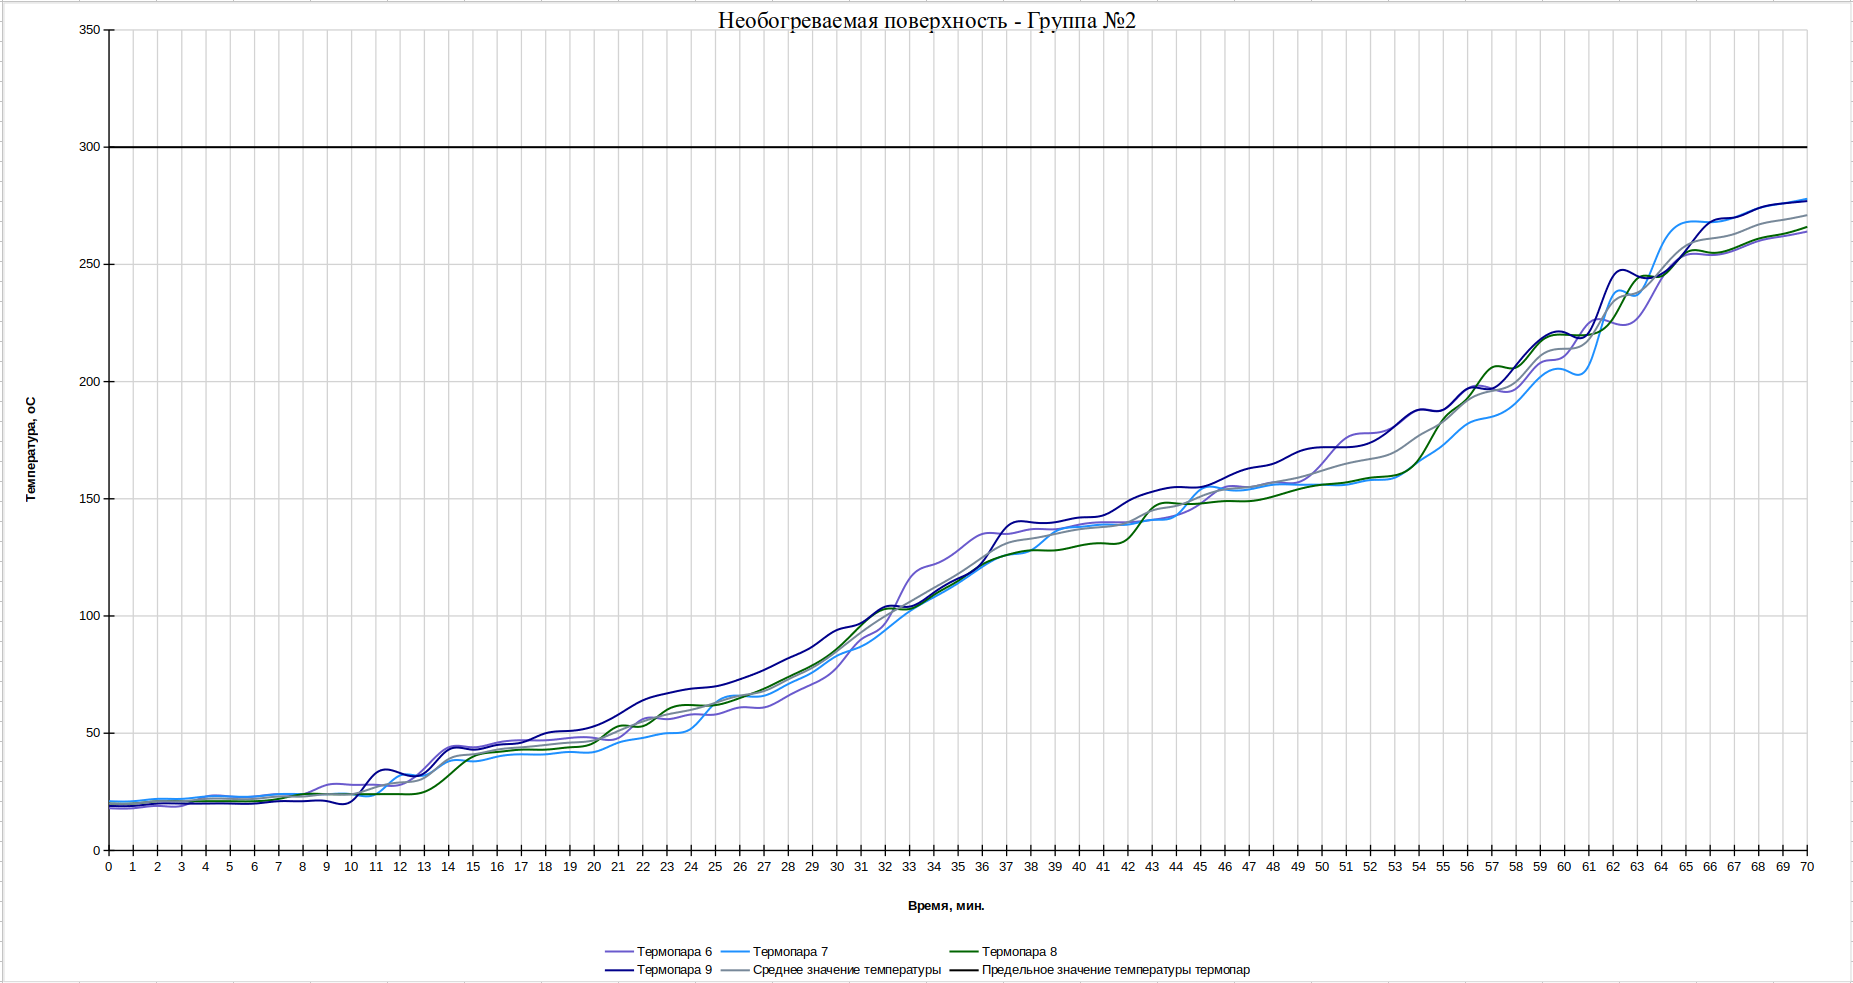 Необогреваемая поверхность - Группа №2
350
300
250
200
150
100
50
0
Температура, оС
0 1 2 3 4 5 6 7 8 9 10 11 12 13 14 15 16 17 18 19 20 21 22 23 24 25 26 27 28 29 30 31 32 33 34 35 36 37 38 39 40 41 42 43 44 45 46 47 48 49 50 51 52 53 54 55 56 57 58 59 60 61 62 63 64 65 66 67 68 69 70
Время, мин.
Термопара 6 Термопара 7 Термопара 8
Термопара 9 Среднее значение температуры Предельное значение температуры термопар